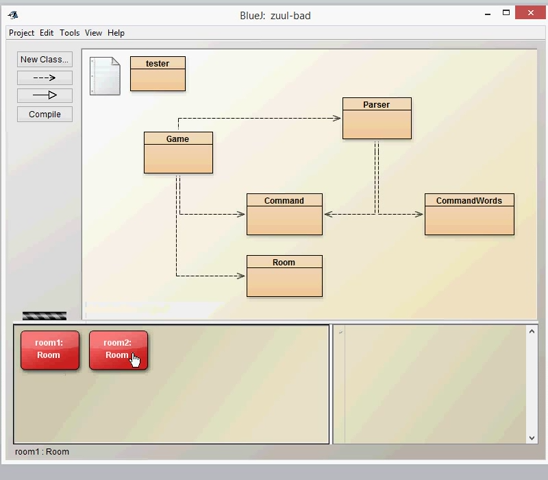 BlueJ: zuul-bad
Project Edit Tools View Help
New Class...
Compile
tester
Parser
Game
Command
CommandWords
Room
room1:
Room
room2:
Room
room1 : Room